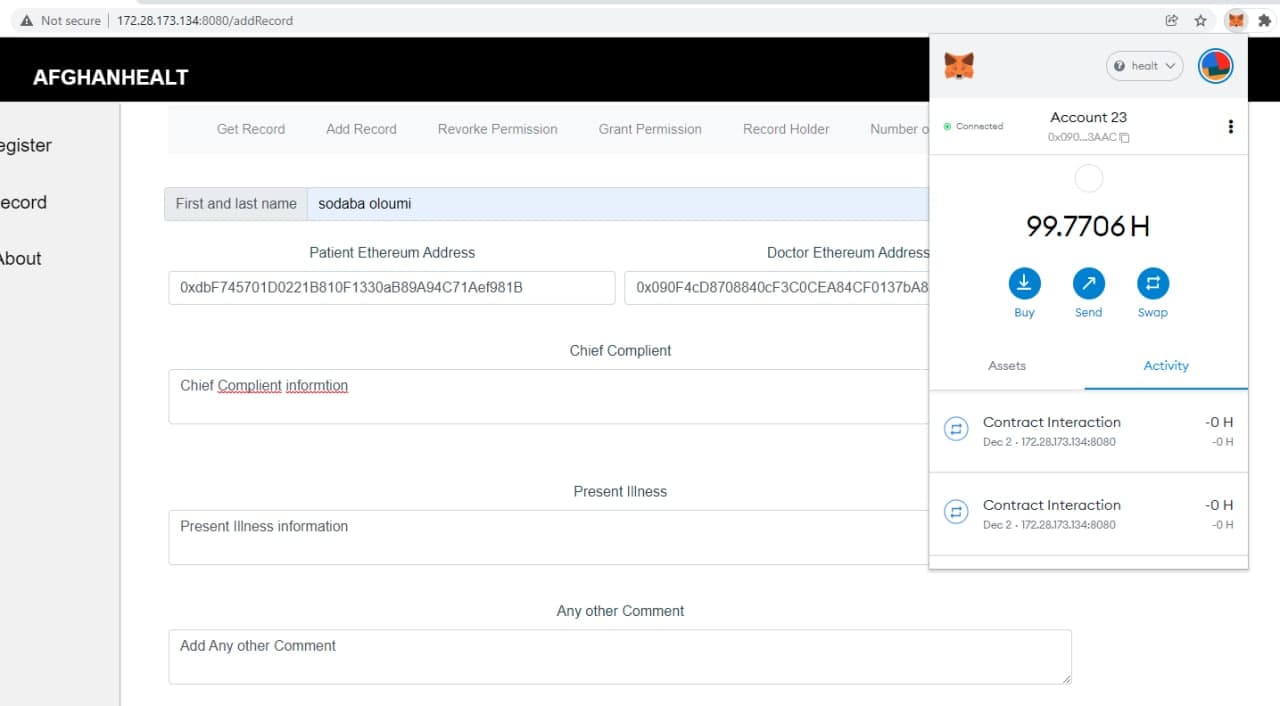 Not secure | 172.28.173.134:8080/addRecord
AFGHANHEALT
healt
egister
ecord
About
Get Record Add Record Revorke Permission Grant Permission Record Holder Number o
First and last name sodaba oloumi
Patient Ethereum Address Doctor Ethereum Address
0xdbF745701D0221B810F1330aB89A94C71Aef981B 0x090F4cD8708840cF3C0CEA84CF0137bA8
Chief Complient
Chief Complient informtion
Present Illness
Present Illness information
Any other Comment
Add Any other Comment
Connected
Account 23
0x090...3AAC
99.7706 H
Buy Send Swap
Assets Activity
Contract Interaction -0 H
Dec 2 · 172.28.173.134:8080 -0 H
Contract Interaction -0 H
Dec 2 · 172.28.173.134:8080 -0 H